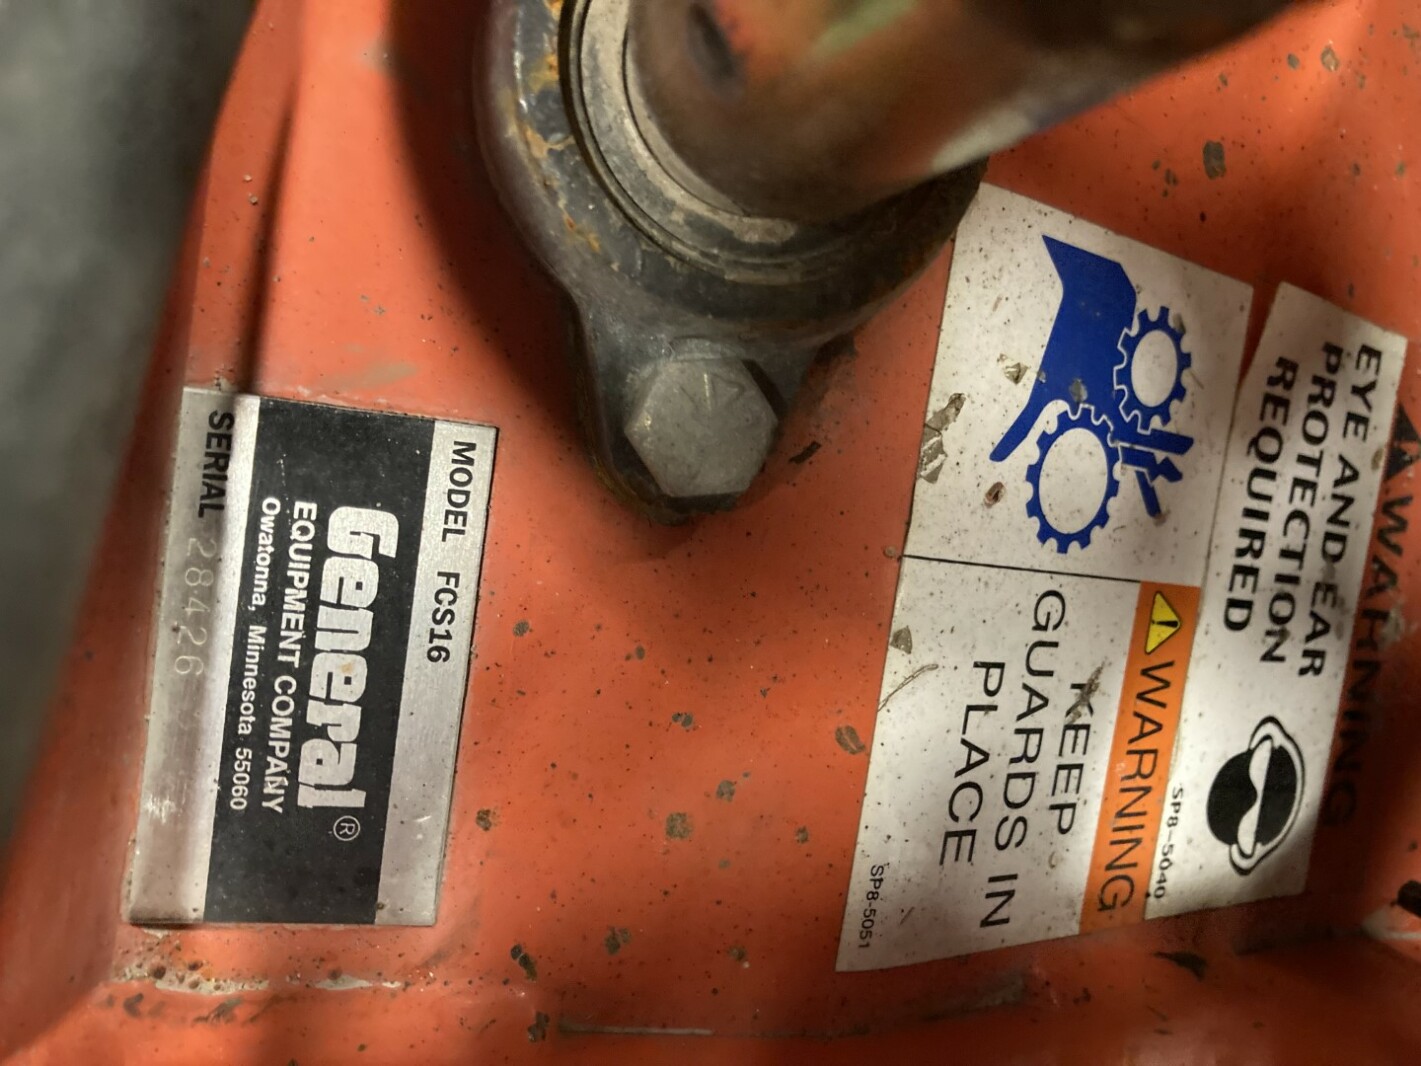 MODEL FCS16
General®
EQUIPMENT COMPANY
Owatonna, Minnesota 55060
SERIAL 28426
WARNING
EYE AND EAR
PROTECTION
REQUIRED
SP8-5040
WARNING
KEEP
GUARDS IN
PLACE
SP8-5051